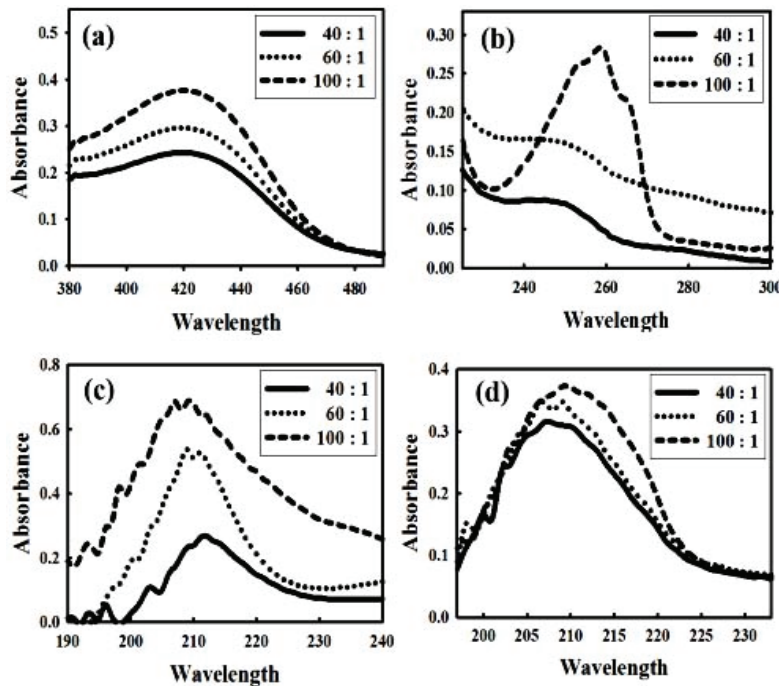 (a)
40 : 1
60 : 1
100 : 1
0.5
0.4
0.3
0.2
0.1
0.0
Absorbance
380 400 420 440 460 480
Wavelength
(b)
40 : 1
60 : 1
100 : 1
0.30
0.25
0.20
0.15
0.10
0.05
0.00
Absorbance
240 260 280 300
Wavelength
(c)
40 : 1
60 : 1
100 : 1
0.8
0.6
0.4
0.2
0.0
Absorbance
190 200 210 220 230 240
Wavelength
(d)
40 : 1
60 : 1
100 : 1
0.4
0.3
0.2
0.1
0.0
Absorbance
200 205 210 215 220 225 230
Wavelength